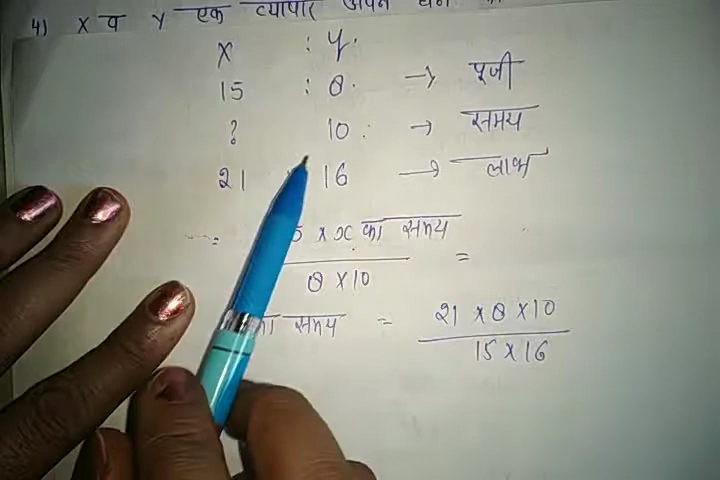 4) X व Y एक व्यापार
X : Y.
15 : 8. → पूजी
? 10 : → समय
21 16 → लाभ
5 × x का समय
=
8 × 10
का समय = 21 × 8 × 10
15 × 16